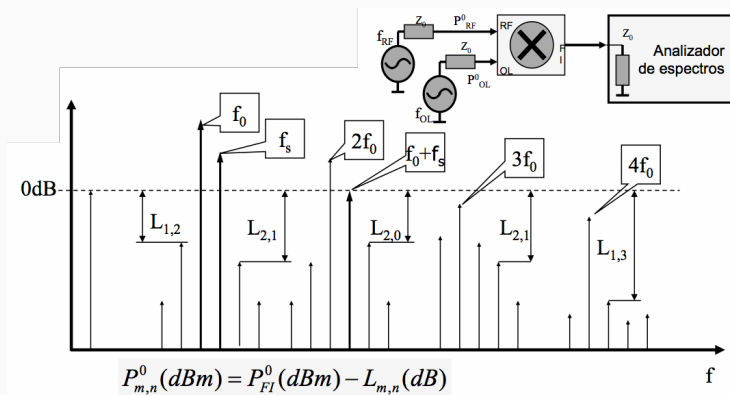 Z₀ P⁰RF
fRF
RF
Z₀
Z₀
F
I
OL
P⁰OL
fOL
Analizador
de espectros
f₀
fₛ
2f₀
f₀+fₛ
3f₀
4f₀
0dB
L₁,₂
L₂,₁
L₂,₀
L₂,₁
L₁,₃
f
P⁰m,n(dBm) = P⁰FI(dBm) − Lm,n(dB)